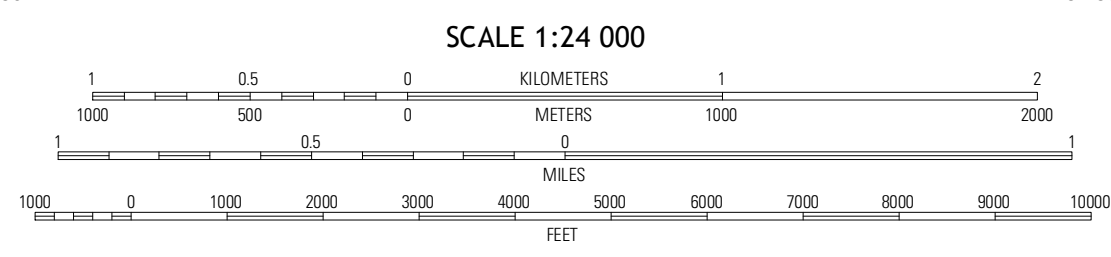 SCALE 1:24 000
1 0.5 0 KILOMETERS 1 2
1000 500 0 METERS 1000 2000
1 0.5 0 1
MILES
1000 0 1000 2000 3000 4000 5000 6000 7000 8000 9000 10000
FEET